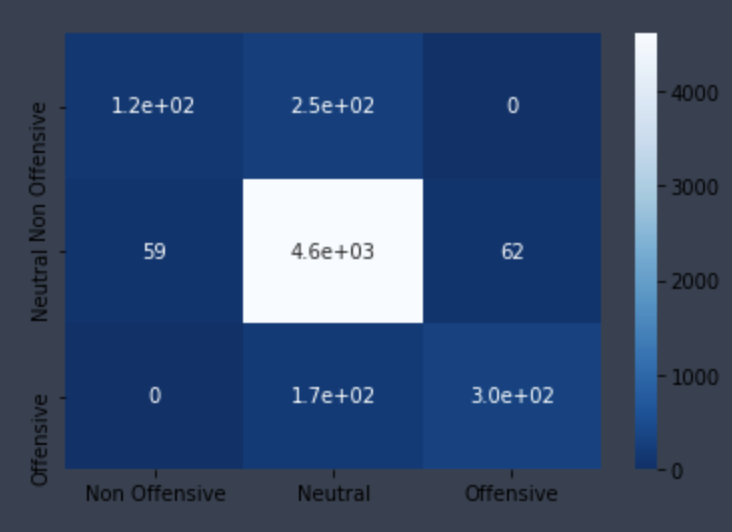 Non Offensive
1.2e+02 2.5e+02 0
Neutral
59 4.6e+03 62
Offensive
0 1.7e+02 3.0e+02
Non Offensive Neutral Offensive
4000
3000
2000
1000
0